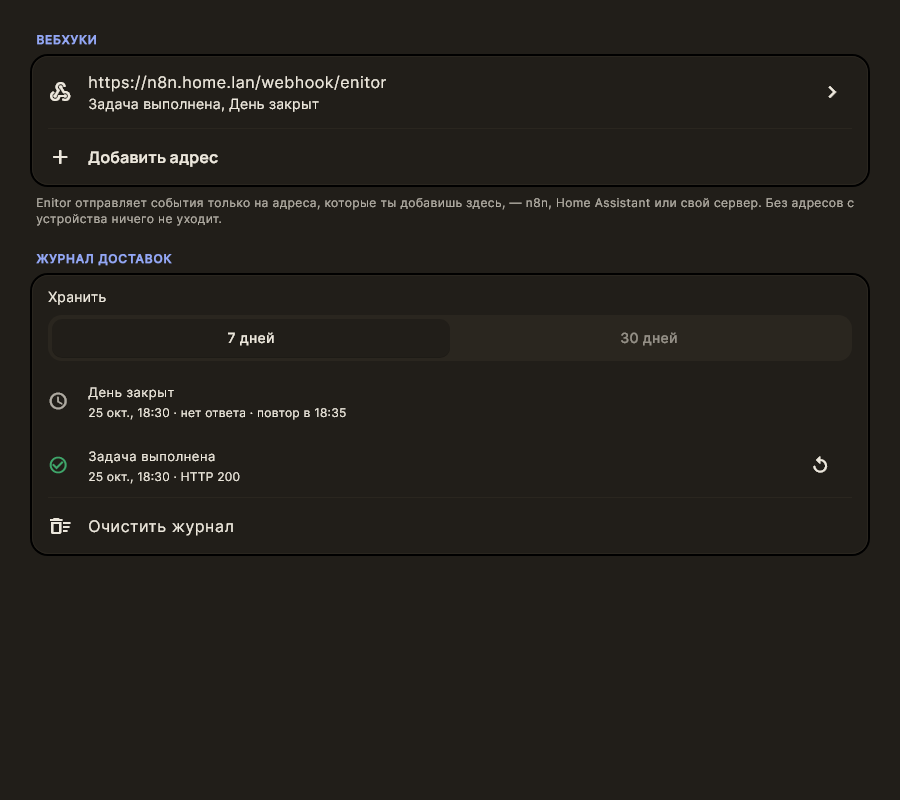 ВЕБХУКИ
https://n8n.home.lan/webhook/enitor
Задача выполнена, День закрыт
Добавить адрес
Enitor отправляет события только на адреса, которые ты добавишь здесь, — n8n, Home Assistant или свой сервер. Без адресов с
устройства ничего не уходит.
ЖУРНАЛ ДОСТАВОК
Хранить
7 дней
30 дней
День закрыт
25 окт., 18:30 · нет ответа · повтор в 18:35
Задача выполнена
25 окт., 18:30 · HTTP 200
Очистить журнал